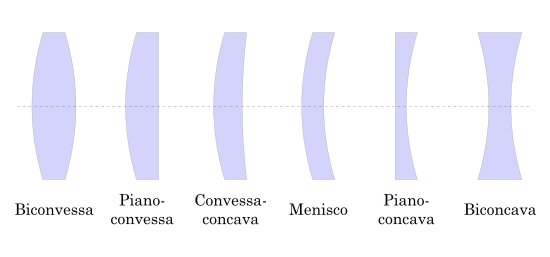 Biconvessa
Piano-
convessa
Convessa-
concava
Menisco
Piano-
concava
Biconcava